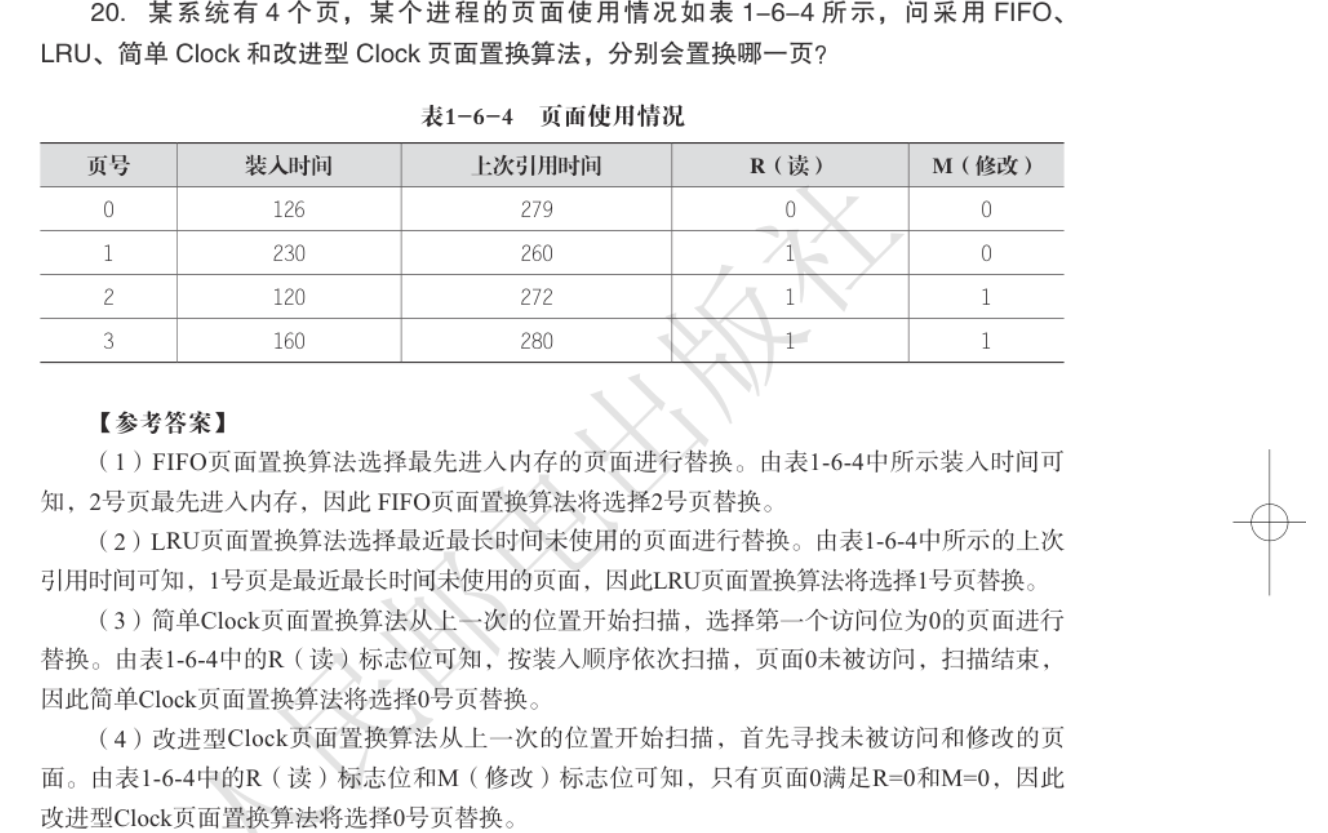 20. 某系统有 4 个页，某个进程的页面使用情况如表 1–6–4 所示，问采用 FIFO、
LRU、简单 Clock 和改进型 Clock 页面置换算法，分别会置换哪一页？
表1–6–4 页面使用情况
页号 装入时间 上次引用时间 R（读） M（修改）
0 126 279 0 0
1 230 260 1 0
2 120 272 1 1
3 160 280 1 1
【参考答案】
（1）FIFO页面置换算法选择最先进入内存的页面进行替换。由表1-6-4中所示装入时间可
知，2号页最先进入内存，因此 FIFO页面置换算法将选择2号页替换。
（2）LRU页面置换算法选择最近最长时间未使用的页面进行替换。由表1-6-4中所示的上次
引用时间可知，1号页是最近最长时间未使用的页面，因此LRU页面置换算法将选择1号页替换。
（3）简单Clock页面置换算法从上一次的位置开始扫描，选择第一个访问位为0的页面进行
替换。由表1-6-4中的R（读）标志位可知，按装入顺序依次扫描，页面0未被访问，扫描结束，
因此简单Clock页面置换算法将选择0号页替换。
（4）改进型Clock页面置换算法从上一次的位置开始扫描，首先寻找未被访问和修改的页
面。由表1-6-4中的R（读）标志位和M（修改）标志位可知，只有页面0满足R=0和M=0，因此
改进型Clock页面置换算法将选择0号页替换。
人民邮电出版社